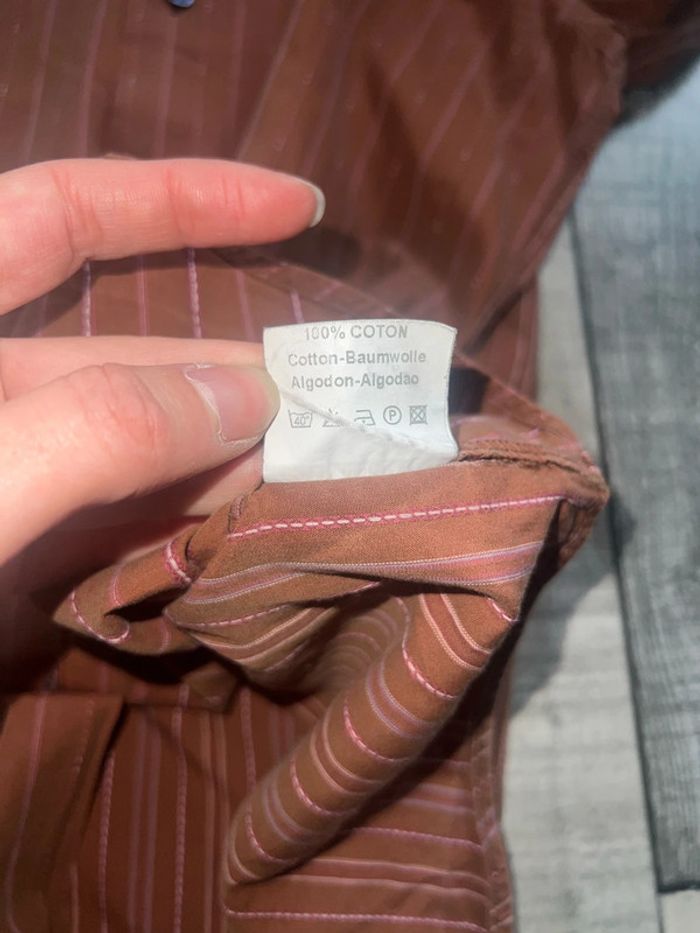 100% COTON
Cotton-Baumwolle
Algodon-Algodao
40° P